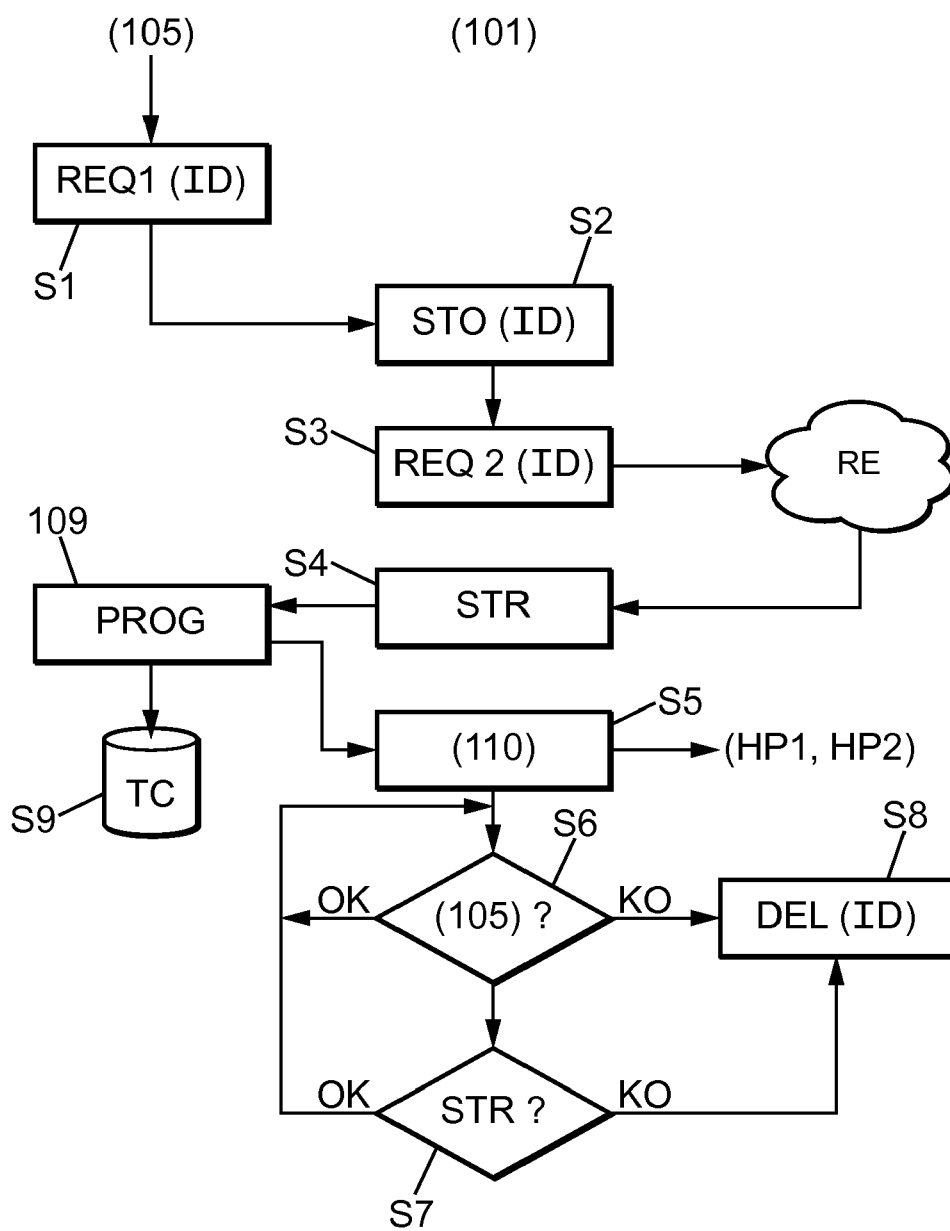 (105)
(101)
REQ1 (ID)
S1
S2
STO (ID)
S3
REQ 2 (ID)
RE
109
S4
STR
PROG
S5
(110)
(HP1, HP2)
S9
TC
S6
S8
OK
(105) ?
KO
DEL (ID)
OK
STR ?
KO
S7